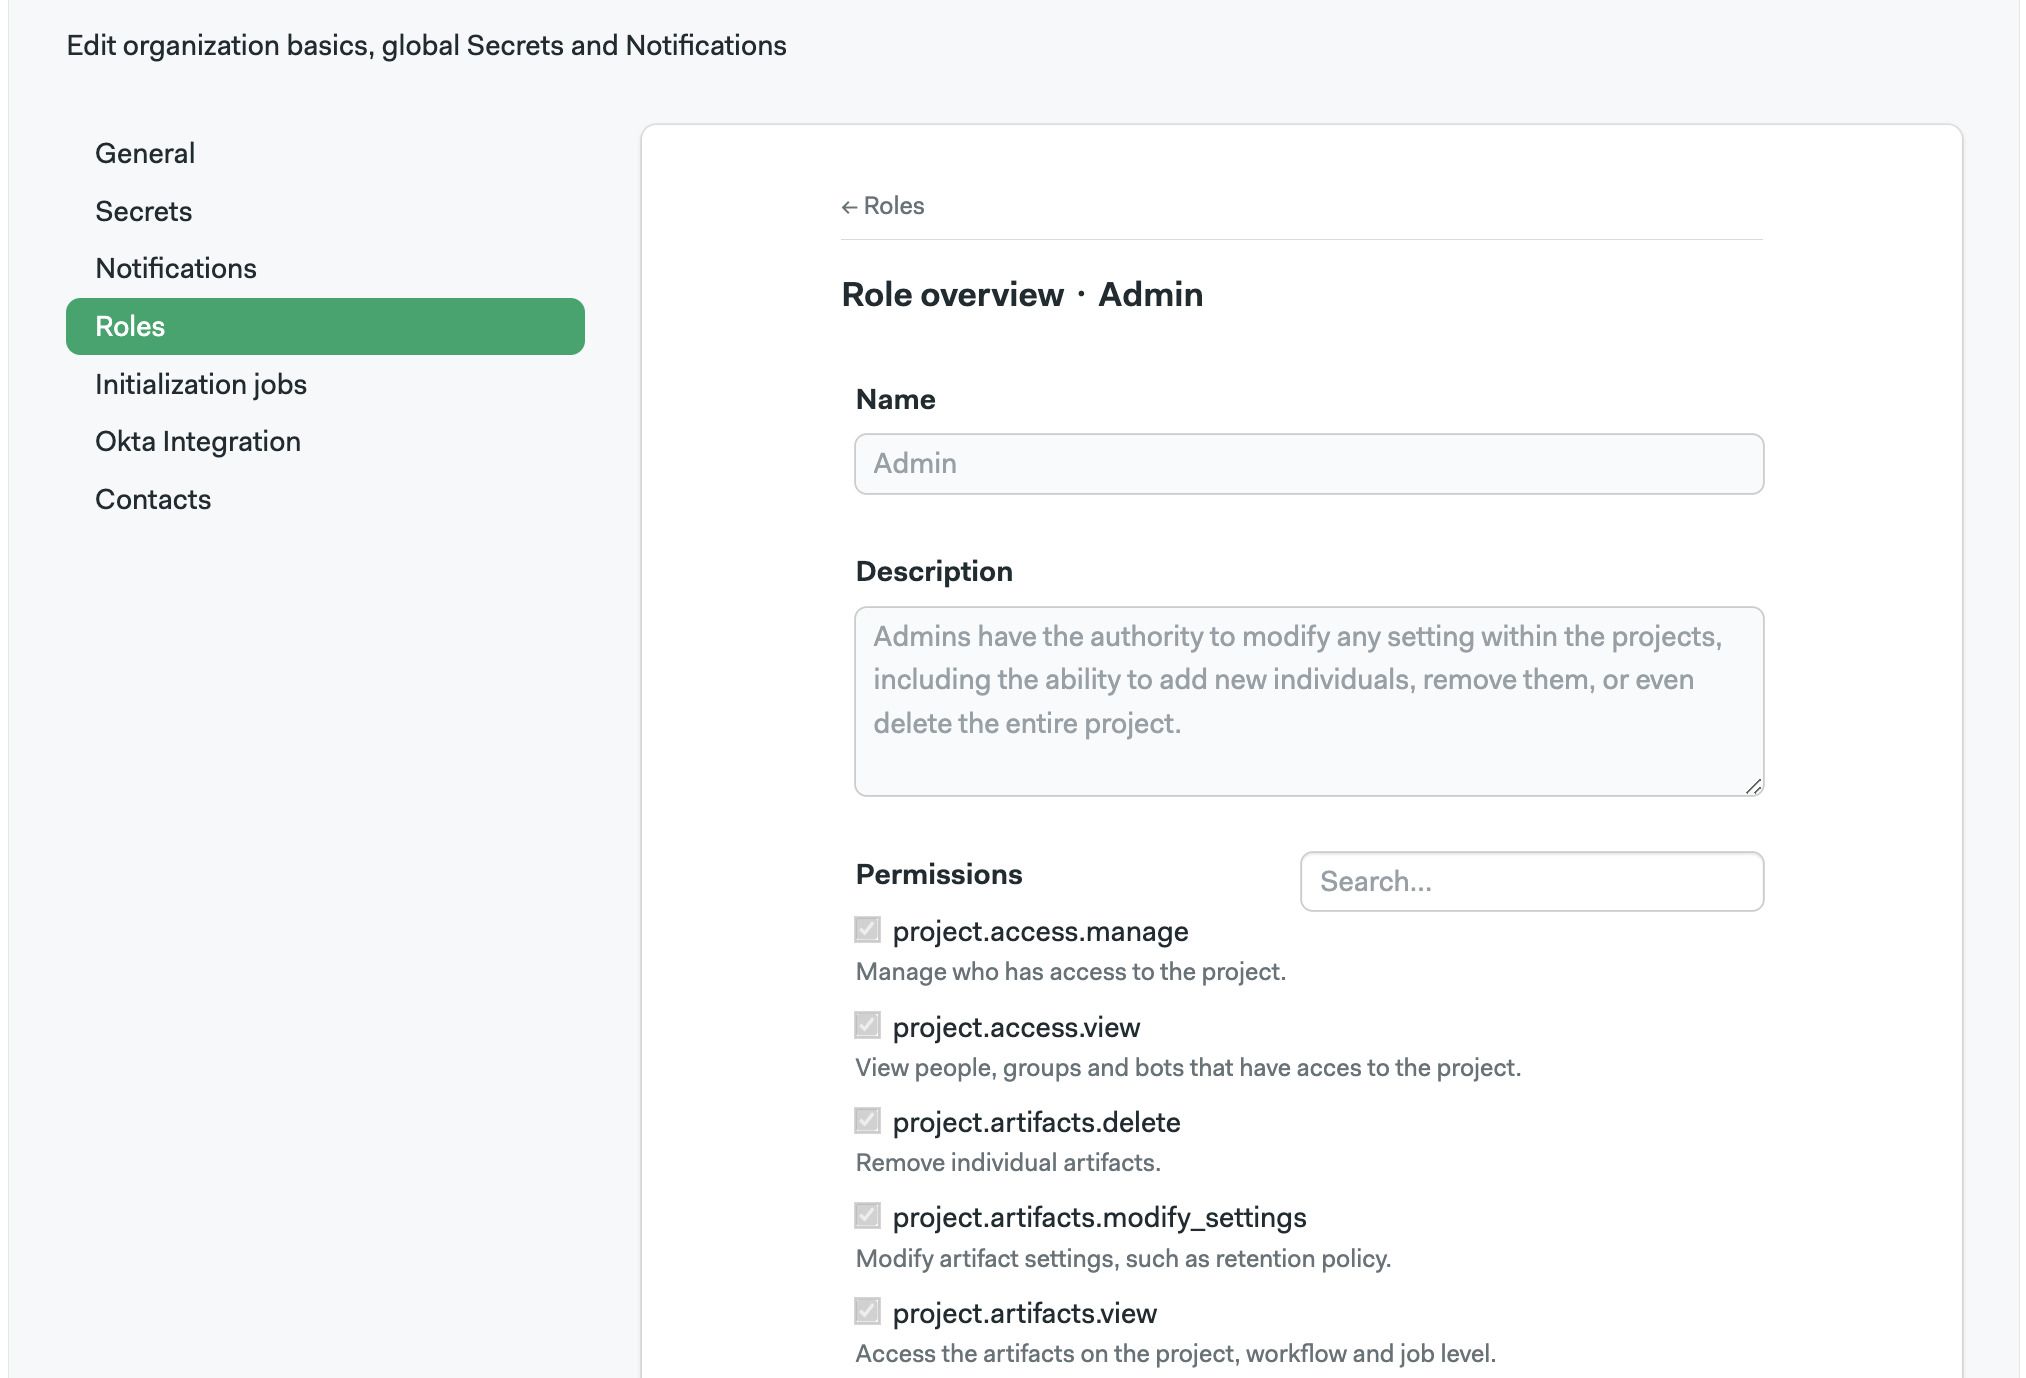 Edit organization basics, global Secrets and Notifications
General
Secrets
Notifications
Roles
Initialization jobs
Okta Integration
Contacts
← Roles
Role overview · Admin
Name
Admin
Description
Admins have the authority to modify any setting within the projects,
including the ability to add new individuals, remove them, or even
delete the entire project.
Permissions
Search...
project.access.manage
Manage who has access to the project.
project.access.view
View people, groups and bots that have acces to the project.
project.artifacts.delete
Remove individual artifacts.
project.artifacts.modify_settings
Modify artifact settings, such as retention policy.
project.artifacts.view
Access the artifacts on the project, workflow and job level.